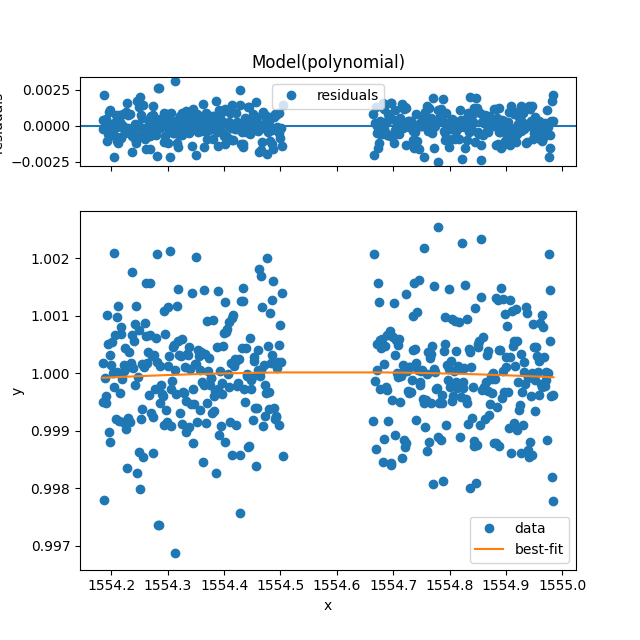 Model(polynomial)
0.0025
0.0000
−0.0025
residuals
residuals
1.002
1.001
1.000
0.999
0.998
0.997
y
data
best-fit
1554.2 1554.3 1554.4 1554.5 1554.6 1554.7 1554.8 1554.9 1555.0
x